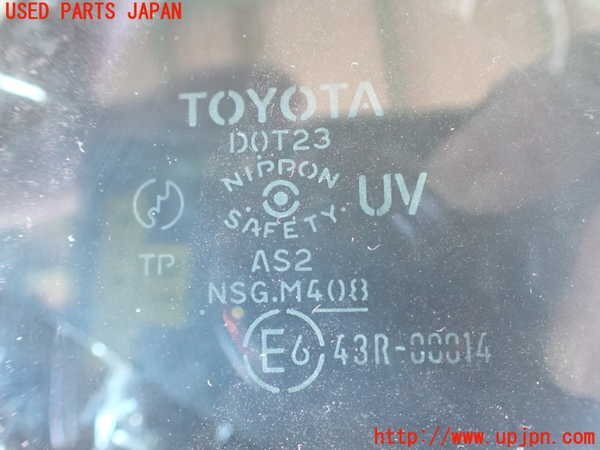 USED PARTS JAPAN
TOYOTA
DOT23
NIPPON
SAFETY
UV
TP
AS2
NSG.M408
E6 43R-00014
http://www.upjpn.com/